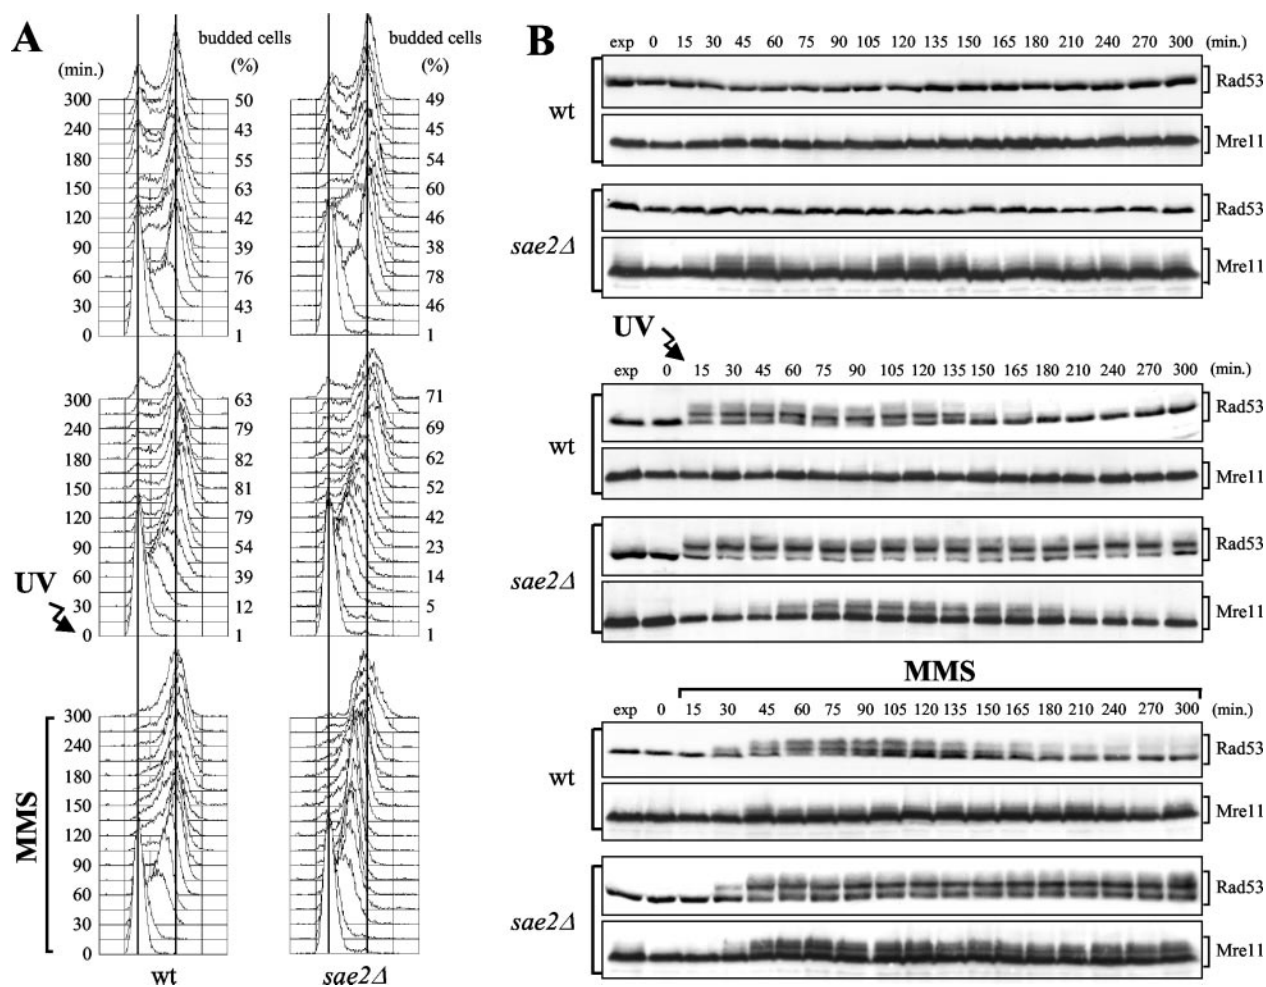 A
budded cells
budded cells
(min.)
(%)
(%)
300
50
49
240
43
45
180
55
54
150
63
60
120
42
46
90
39
38
60
76
78
30
43
46
0
1
1
300
63
71
240
79
69
180
82
62
150
81
52
120
79
42
90
54
23
60
39
14
UV
30
12
5
0
1
1
MMS
300
240
180
150
120
90
60
30
0
wt
sae2Δ
B
exp 0 15 30 45 60 75 90 105 120 135 150 165 180 210 240 270 300 (min.)
wt
Rad53
Mre11
sae2Δ
Rad53
Mre11
UV
exp 0 15 30 45 60 75 90 105 120 135 150 165 180 210 240 270 300 (min.)
wt
Rad53
Mre11
sae2Δ
Rad53
Mre11
MMS
exp 0 15 30 45 60 75 90 105 120 135 150 165 180 210 240 270 300 (min.)
wt
Rad53
Mre11
sae2Δ
Rad53
Mre11